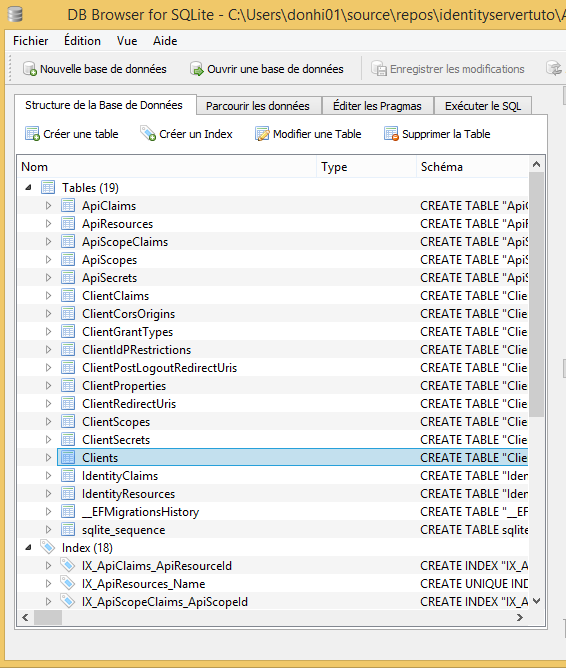 DB Browser for SQLite - C:\Users\donhi01\source\repos\identityservertuto\
Fichier Édition Vue Aide
Nouvelle base de données Ouvrir une base de données Enregistrer les modifications
Structure de la Base de Données Parcourir les données Éditer les Pragmas Exécuter le SQL
Créer une table Créer un Index Modifier une Table Supprimer la Table
Nom Type Schéma
Tables (19)
ApiClaims CREATE TABLE "ApiC
ApiResources CREATE TABLE "ApiR
ApiScopeClaims CREATE TABLE "ApiS
ApiScopes CREATE TABLE "ApiS
ApiSecrets CREATE TABLE "ApiS
ClientClaims CREATE TABLE "Clie
ClientCorsOrigins CREATE TABLE "Clie
ClientGrantTypes CREATE TABLE "Clie
ClientIdPRestrictions CREATE TABLE "Clie
ClientPostLogoutRedirectUris CREATE TABLE "Clie
ClientProperties CREATE TABLE "Clie
ClientRedirectUris CREATE TABLE "Clie
ClientScopes CREATE TABLE "Clie
ClientSecrets CREATE TABLE "Clie
Clients CREATE TABLE "Clie
IdentityClaims CREATE TABLE "Iden
IdentityResources CREATE TABLE "Iden
__EFMigrationsHistory CREATE TABLE "__EF
sqlite_sequence CREATE TABLE sqlite
Index (18)
IX_ApiClaims_ApiResourceId CREATE INDEX "IX_A
IX_ApiResources_Name CREATE UNIQUE IND
IX_ApiScopeClaims_ApiScopeId CREATE INDEX "IX_A